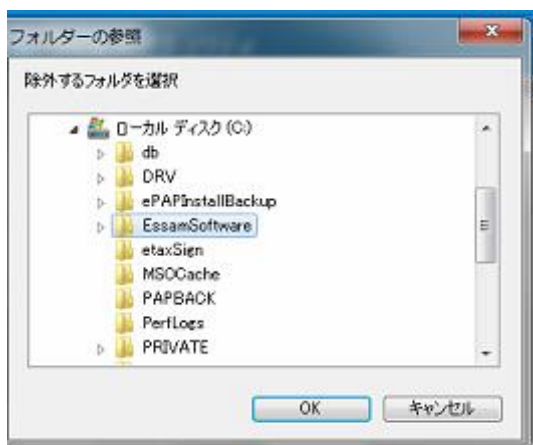 フォルダーの参照
除外するフォルダを選択
ローカル ディスク (C:)
db
DRV
ePAPInstallBackup
EssamSoftware
etaxSign
MSOCache
PAPBACK
PerfLogs
PRIVATE
OK キャンセル